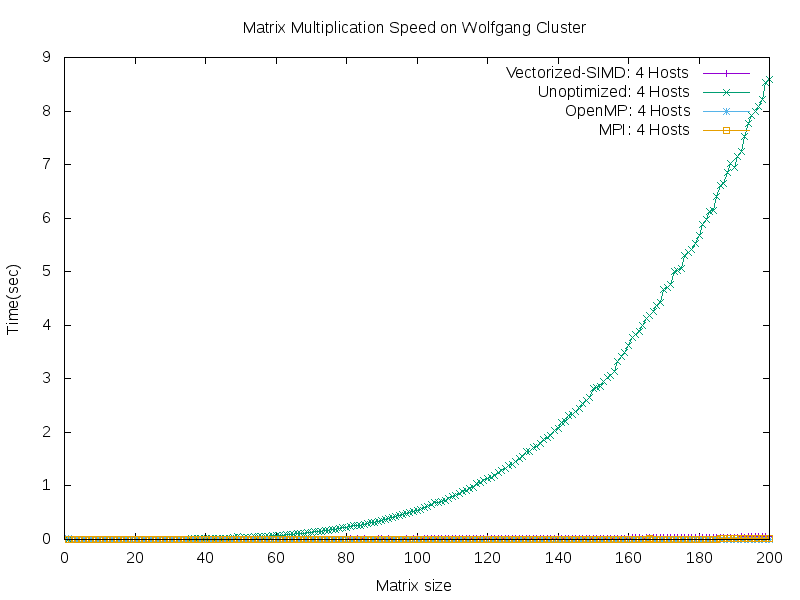 Matrix Multiplication Speed on Wolfgang Cluster
9
Vectorized-SIMD: 4 Hosts
Unoptimized: 4 Hosts
8
OpenMP: 4 Hosts
MPI: 4 Hosts
7
6
5
Time(sec)
4
3
2
1
0
0 20 40 60 80 100 120 140 160 180 200
Matrix size